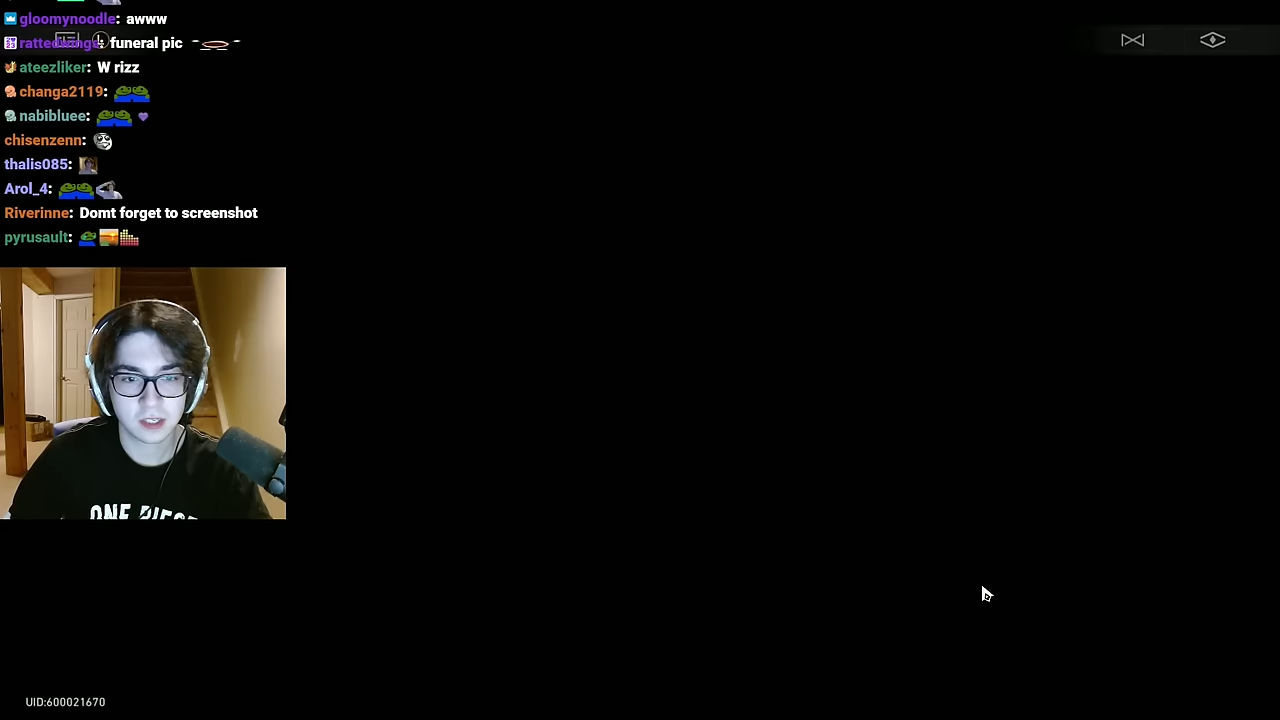 gloomynoodle: awww
rattedwings: funeral pic
ateezliker: W rizz
changa2119:
nabibluee:
chisenzenn:
thalis085:
Arol_4:
Riverinne: Domt forget to screenshot
pyrusault:
ONE PIECE
UID:600021670